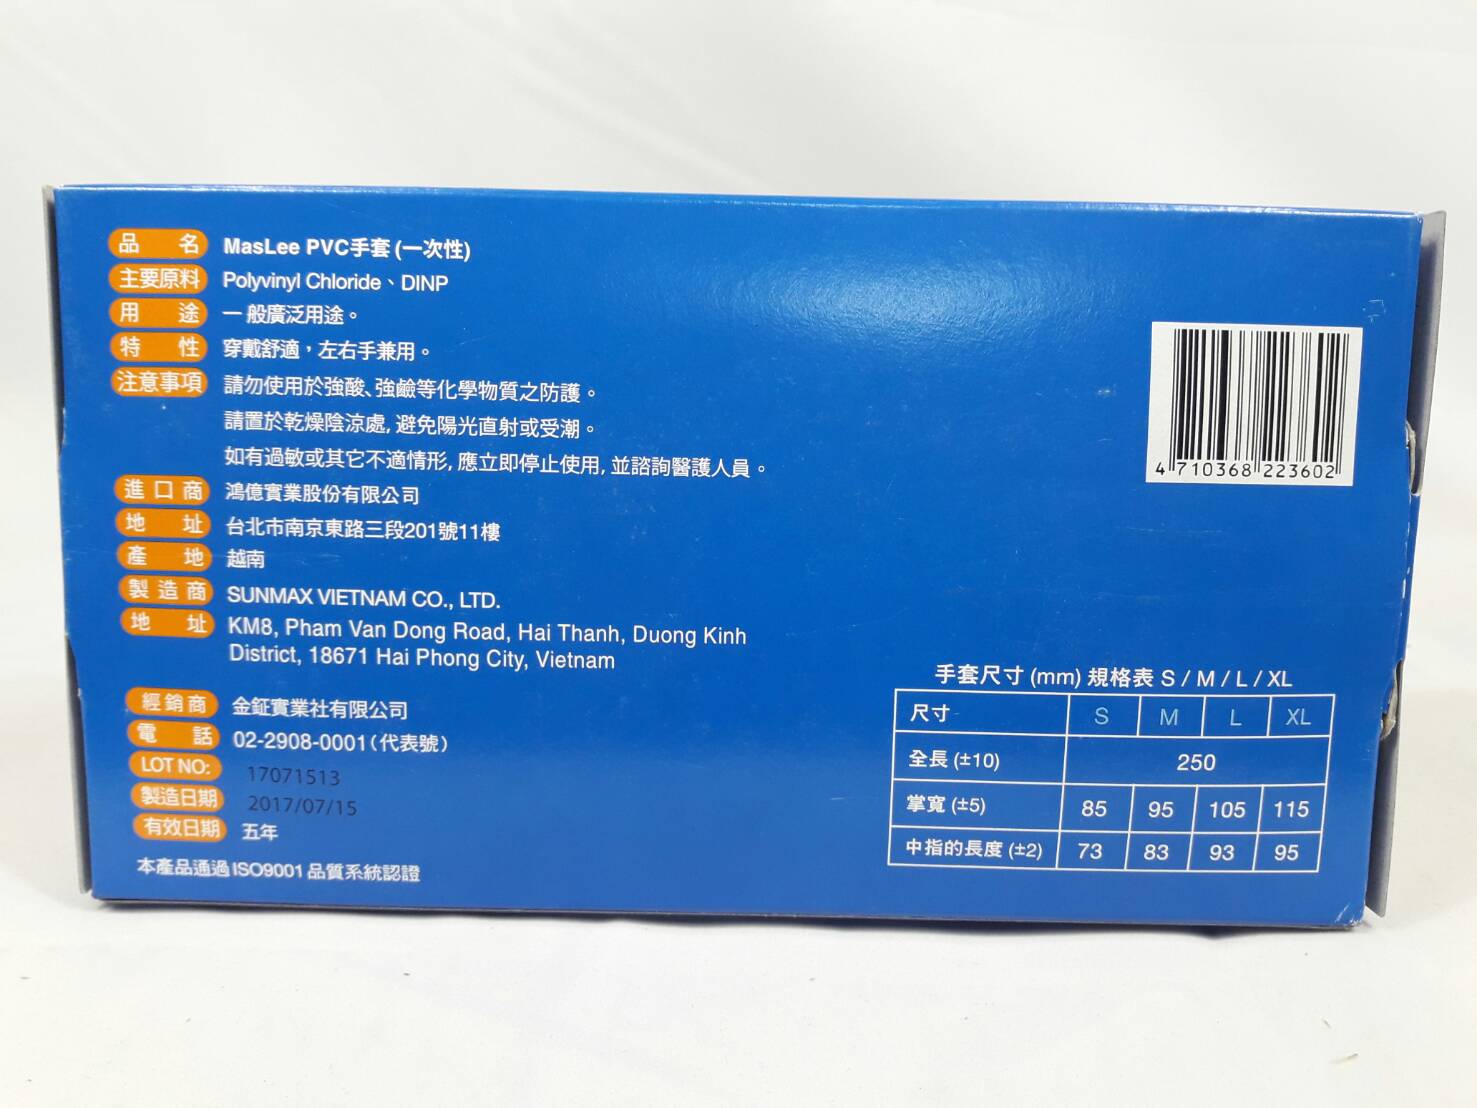 品名 MasLee PVC手套(一次性)
主要原料 Polyvinyl Chloride、DINP
用途 一般廣泛用途。
特性 穿戴舒適，左右手兼用。
注意事項 請勿使用於強酸、強鹼等化學物質之防護。
請置於乾燥陰涼處, 避免陽光直射或受潮。
如有過敏或其它不適情形, 應立即停止使用, 並諮詢醫護人員。
進口商 鴻億實業股份有限公司
地址 台北市南京東路三段201號11樓
產地 越南
製造商 SUNMAX VIETNAM CO., LTD.
地址 KM8, Pham Van Dong Road, Hai Thanh, Duong Kinh
District, 18671 Hai Phong City, Vietnam
經銷商 金鉦實業社有限公司
電話 02-2908-0001(代表號)
LOT NO: 17071513
製造日期 2017/07/15
有效日期 五年
本產品通過ISO9001品質系統認證
4 710368 223602
手套尺寸 (mm) 規格表 S / M / L / XL
尺寸 S M L XL
全長 (±10) 250
掌寬 (±5) 85 95 105 115
中指的長度 (±2) 73 83 93 95